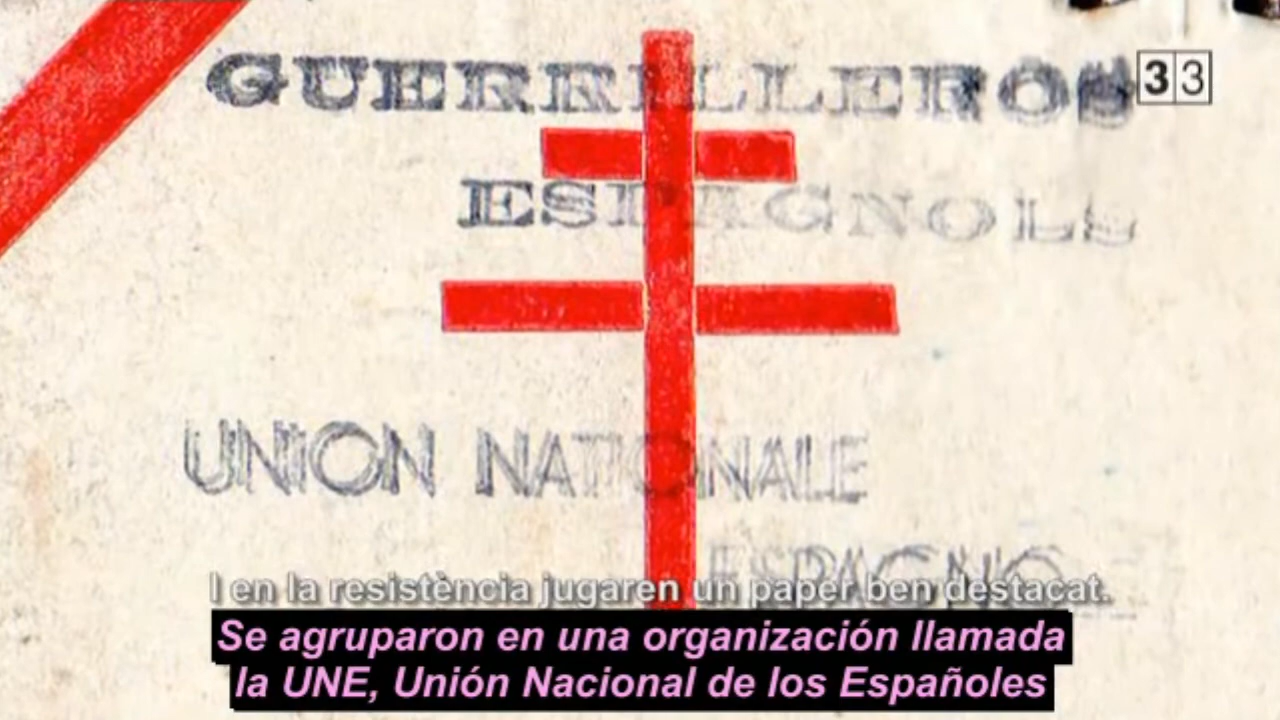 GUERRILLEROS
33
ESPAGNOLS
UNION NATIONALE
I en la resistència jugaren un paper ben destacat.
Se agruparon en una organización llamada
la UNE, Unión Nacional de los Españoles